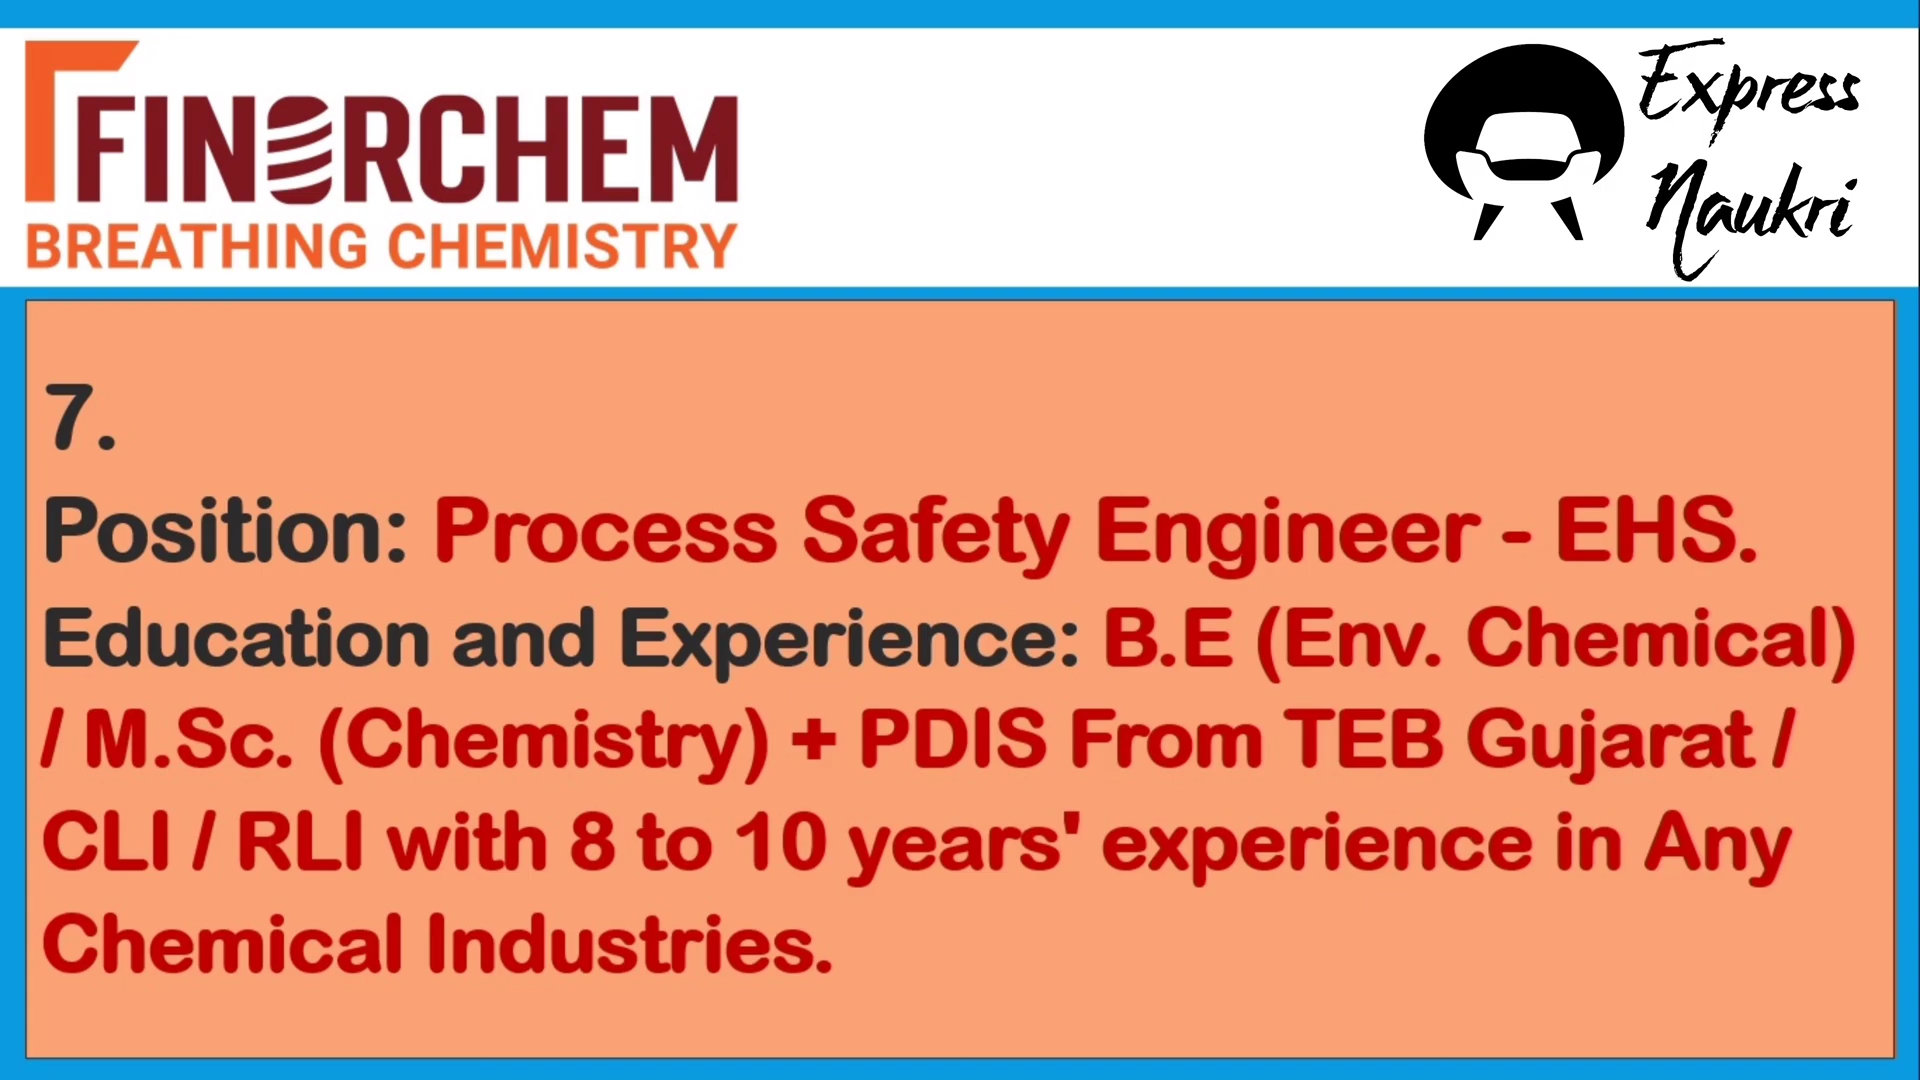 FINORCHEM
BREATHING CHEMISTRY
Express
Naukri
7.
Position: Process Safety Engineer - EHS.
Education and Experience: B.E (Env. Chemical)
/ M.Sc. (Chemistry) + PDIS From TEB Gujarat /
CLI / RLI with 8 to 10 years' experience in Any
Chemical Industries.